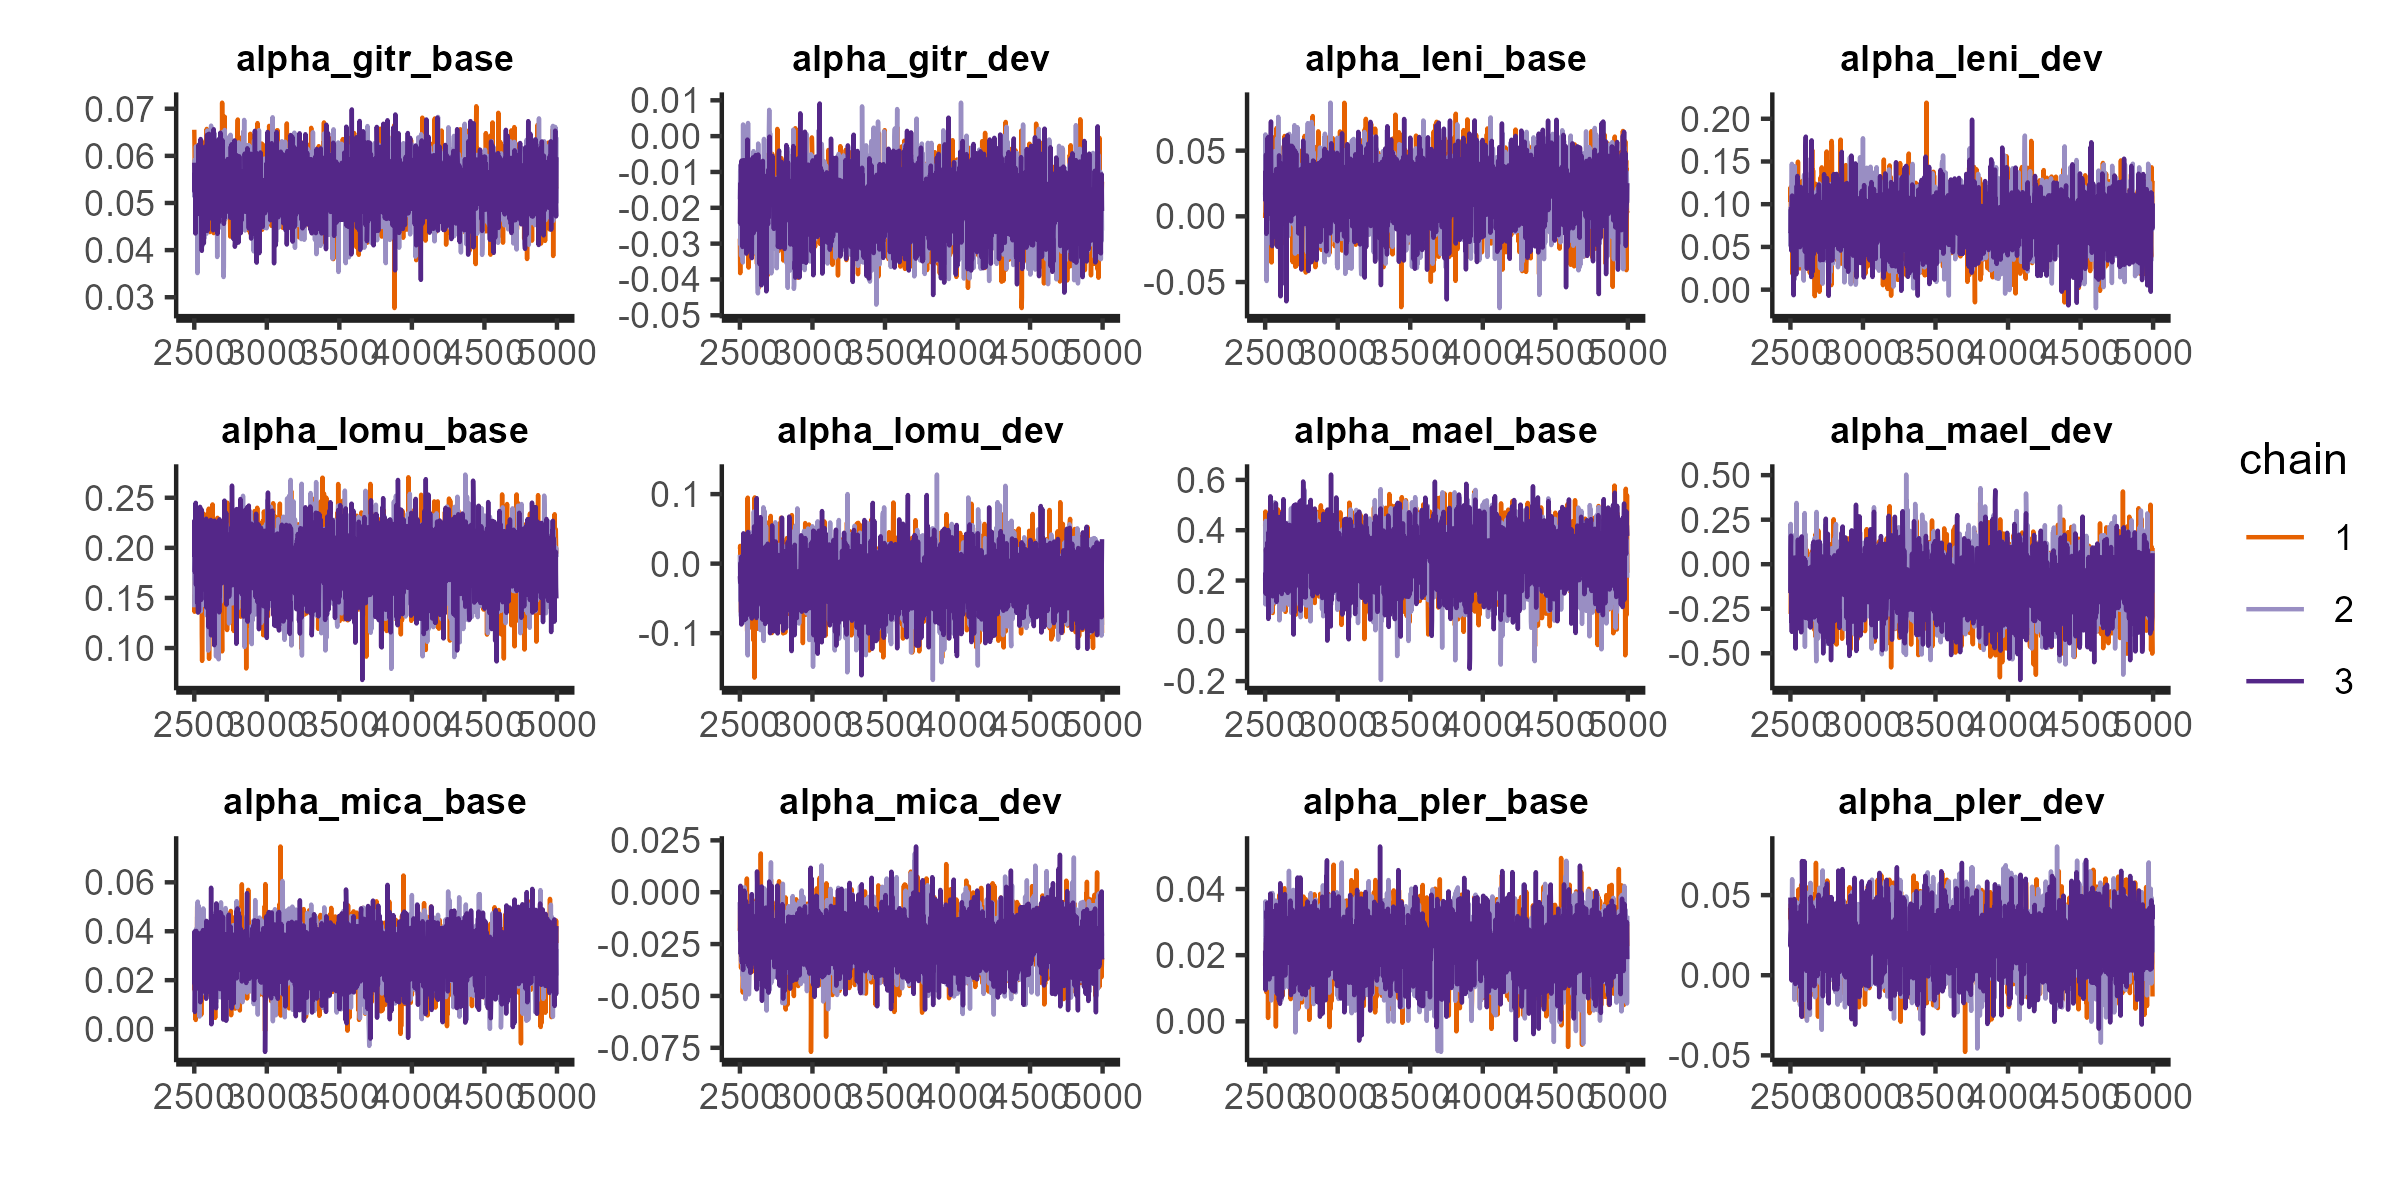 alpha_gitr_base alpha_gitr_dev alpha_leni_base alpha_leni_dev
0.07 0.06 0.05 0.04 0.03
0.01 0.00 -0.01 -0.02 -0.03 -0.04 -0.05
0.05 0.00 -0.05
0.20 0.15 0.10 0.05 0.00
2500 3000 3500 4000 4500 5000 2500 3000 3500 4000 4500 5000 2500 3000 3500 4000 4500 5000 2500 3000 3500 4000 4500 5000
alpha_lomu_base alpha_lomu_dev alpha_mael_base alpha_mael_dev
0.25 0.20 0.15 0.10
0.1 0.0 -0.1
0.6 0.4 0.2 0.0 -0.2
0.50 0.25 0.00 -0.25 -0.50
2500 3000 3500 4000 4500 5000 2500 3000 3500 4000 4500 5000 2500 3000 3500 4000 4500 5000 2500 3000 3500 4000 4500 5000
alpha_mica_base alpha_mica_dev alpha_pler_base alpha_pler_dev
0.06 0.04 0.02 0.00
0.025 0.000 -0.025 -0.050 -0.075
0.04 0.02 0.00
0.05 0.00 -0.05
2500 3000 3500 4000 4500 5000 2500 3000 3500 4000 4500 5000 2500 3000 3500 4000 4500 5000 2500 3000 3500 4000 4500 5000
chain
1
2
3